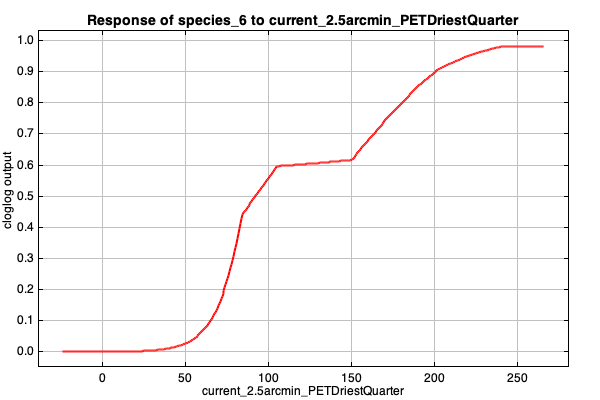 Response of species_6 to current_2.5arcmin_PETDriestQuarter
cloglog output
1.0
0.9
0.8
0.7
0.6
0.5
0.4
0.3
0.2
0.1
0.0
0 50 100 150 200 250
current_2.5arcmin_PETDriestQuarter